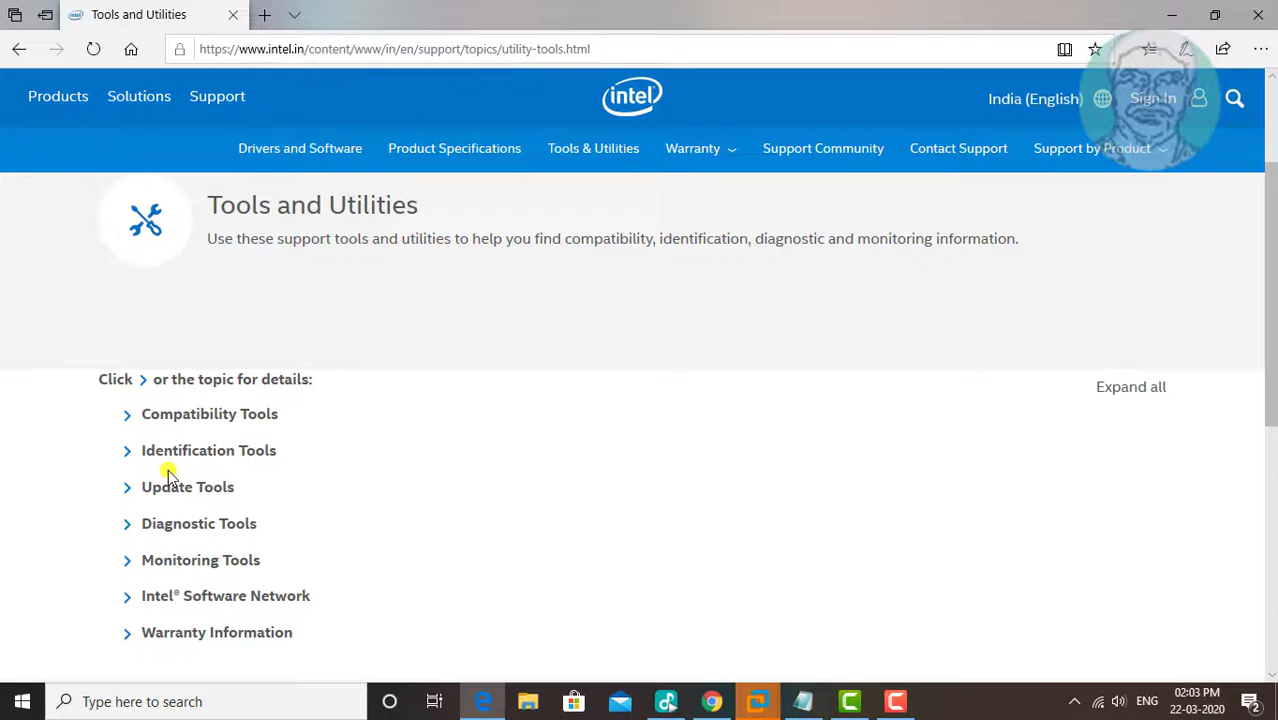 Tools and Utilities
https://www.intel.in/content/www/in/en/support/topics/utility-tools.html
Products Solutions Support
intel
India (English) Sign In
Drivers and Software Product Specifications Tools & Utilities Warranty Support Community Contact Support Support by Product
Tools and Utilities
Use these support tools and utilities to help you find compatibility, identification, diagnostic and monitoring information.
Click > or the topic for details:
Expand all
Compatibility Tools
Identification Tools
Update Tools
Diagnostic Tools
Monitoring Tools
Intel® Software Network
Warranty Information
Type here to search
ENG
02:03 PM
22-03-2020
2